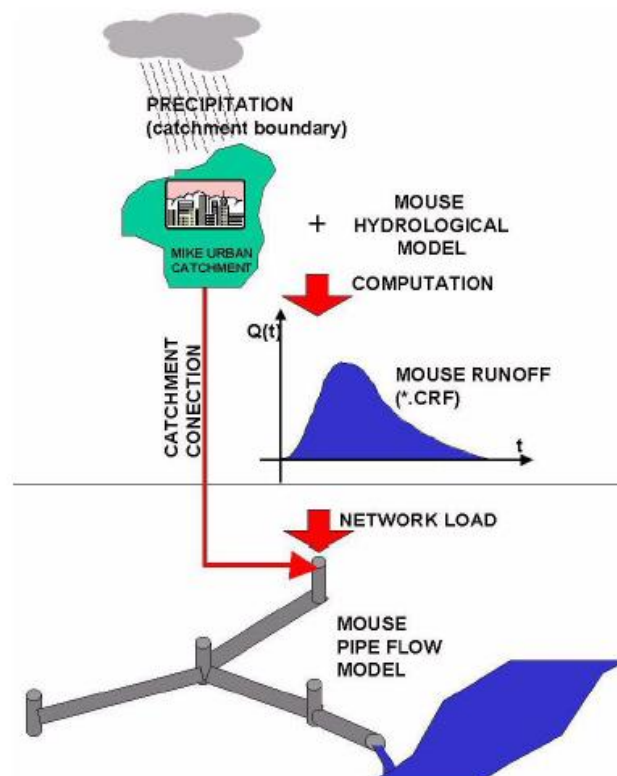 PRECIPITATION
(catchment boundary)
MIKE URBAN
CATCHMENT
+
MOUSE
HYDROLOGICAL
MODEL
COMPUTATION
CATCHMENT
CONECTION
Q(t)
MOUSE RUNOFF
(*.CRF)
t
NETWORK LOAD
MOUSE
PIPE FLOW
MODEL